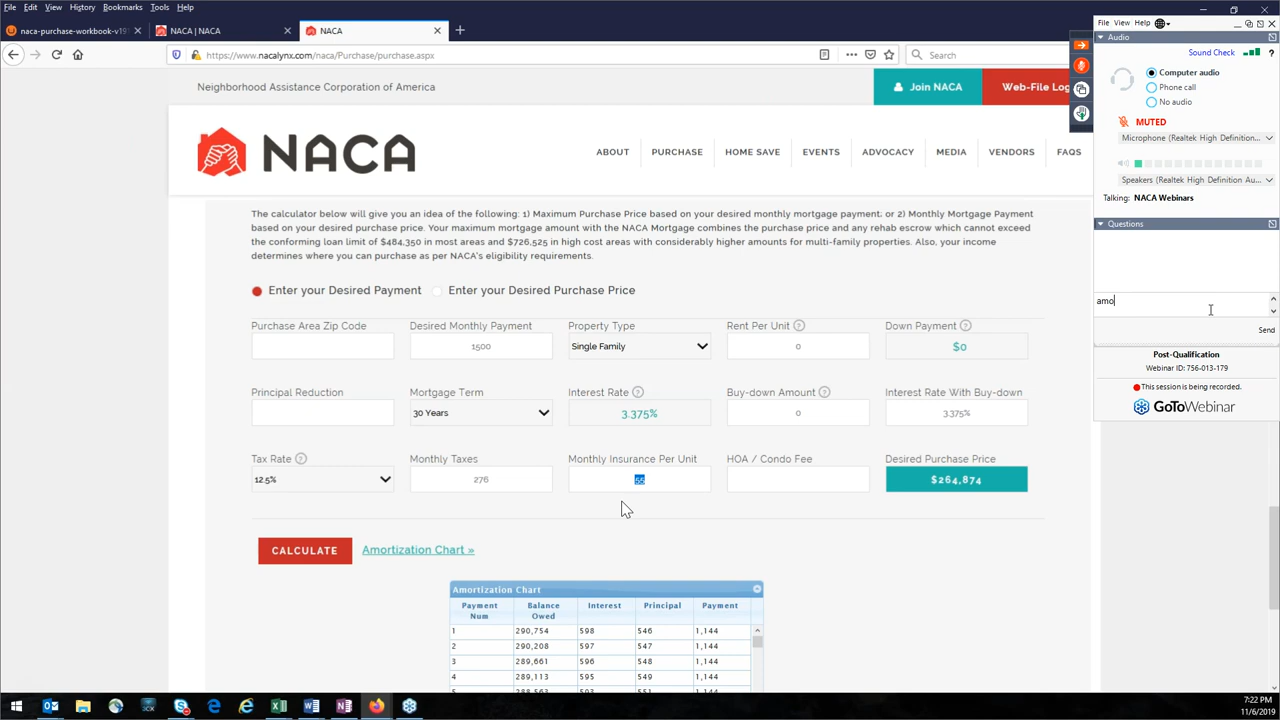 File Edit View History Bookmarks Tools Help
naca-purchase-workbook-v19
NACA | NACA
NACA
https://www.nacalynx.com/naca/Purchase/purchase.aspx
Search
Neighborhood Assistance Corporation of America
Join NACA
Web-File Log
NACA
ABOUT PURCHASE HOME SAVE EVENTS ADVOCACY MEDIA VENDORS FAQS
The calculator below will give you an idea of the following: 1) Maximum Purchase Price based on your desired monthly mortgage payment; or 2) Monthly Mortgage Payment
based on your desired purchase price. Your maximum mortgage amount with the NACA Mortgage combines the purchase price and any rehab escrow which cannot exceed
the conforming loan limit of $484,350 in most areas and $726,525 in high cost areas with considerably higher amounts for multi-family properties. Also, your income
determines where you can purchase as per NACA's eligibility requirements.
Enter your Desired Payment Enter your Desired Purchase Price
Purchase Area Zip Code Desired Monthly Payment Property Type Rent Per Unit ? Down Payment ?
1500 Single Family 0 $0
Principal Reduction Mortgage Term Interest Rate ? Buy-down Amount ? Interest Rate With Buy-down
30 Years 3.375% 0 3.375%
Tax Rate ? Monthly Taxes Monthly Insurance Per Unit HOA / Condo Fee Desired Purchase Price
12.5% 276 55 $264,874
CALCULATE Amortization Chart »
Amortization Chart
Payment Num Balance Owed Interest Principal Payment
1 290,754 598 546 1,144
2 290,208 597 547 1,144
3 289,661 596 548 1,144
4 289,113 595 549 1,144
5 288,563 593 551 1,144
File View Help
Audio
Sound Check ?
Computer audio
Phone call
No audio
MUTED
Microphone (Realtek High Definition...
Speakers (Realtek High Definition Au...
Talking: NACA Webinars
Questions
amo
Send
Post-Qualification
Webinar ID: 756-013-179
This session is being recorded.
GoToWebinar
7:22 PM
11/6/2019